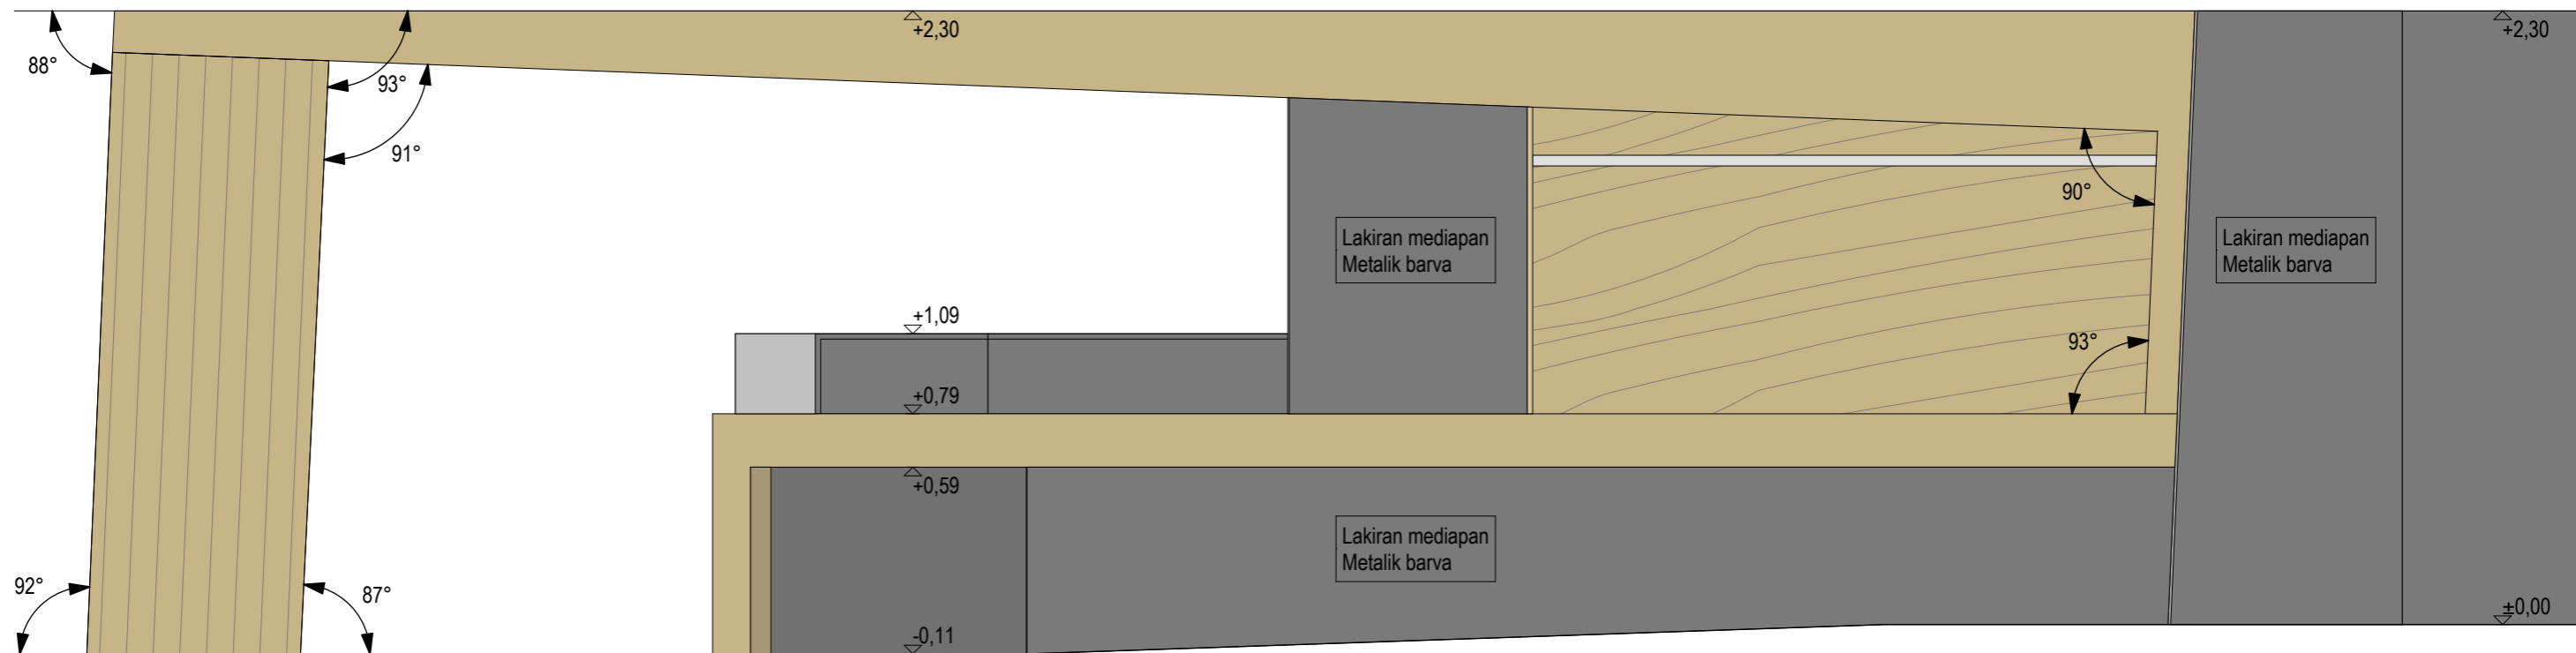 +2,30
+2,30
88°
93°
91°
90°
Lakiran mediapan
Metalik barva
Lakiran mediapan
Metalik barva
+1,09
93°
+0,79
+0,59
Lakiran mediapan
Metalik barva
92°
87°
±0,00
-0,11